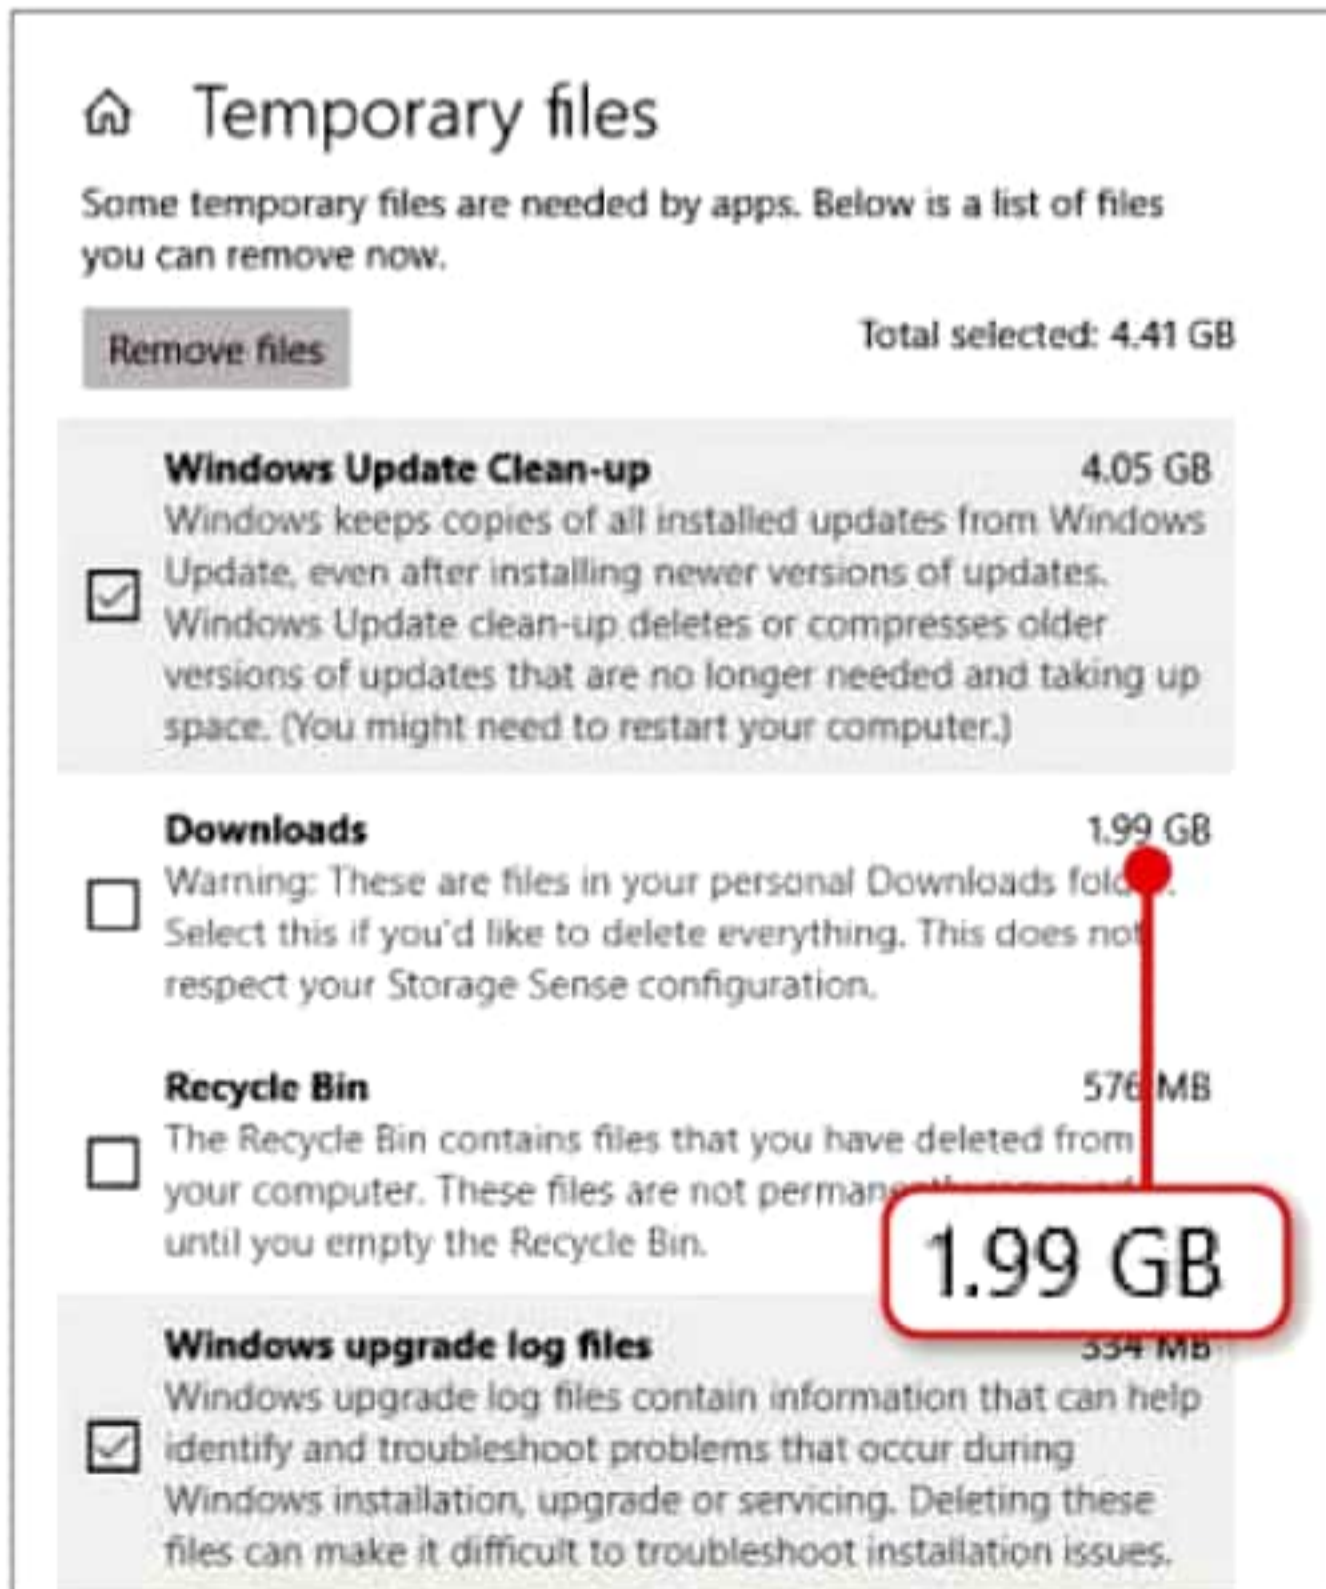 Temporary files
Some temporary files are needed by apps. Below is a list of files
you can remove now.
Remove files
Total selected: 4.41 GB
Windows Update Clean-up 4.05 GB
Windows keeps copies of all installed updates from Windows
Update, even after installing newer versions of updates.
Windows Update clean-up deletes or compresses older
versions of updates that are no longer needed and taking up
space. (You might need to restart your computer.)
Downloads 1.99 GB
Warning: These are files in your personal Downloads
Select this if you'd like to delete everything. This does not
respect your Storage Sense configuration.
Recycle Bin 576 MB
The Recycle Bin contains files that you have deleted from
your computer. These files are not
until you empty the Recycle Bin.
1.99 GB
Windows upgrade log files 334 MB
Windows upgrade log files contain information that can help
identify and troubleshoot problems that occur during
Windows installation, upgrade or servicing. Deleting these
files can make it difficult to troubleshoot installation issues.